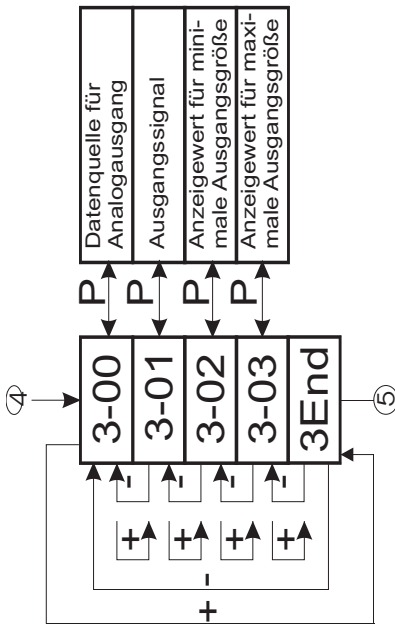 4
3-00
P
Datenquelle für
Analogausgang
3-01
P
Ausgangssignal
3-02
P
Anzeigewert für mini-
male Ausgangsgröße
3-03
P
Anzeigewert für maxi-
male Ausgangsgröße
3End
5
+
-
+
-
+
-
+
-
-
+